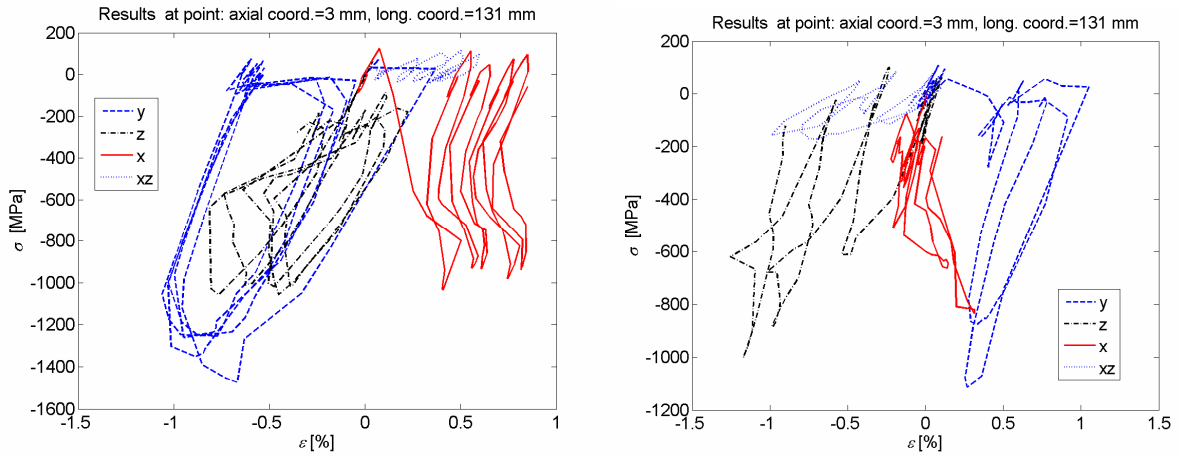 Results at point: axial coord.=3 mm, long. coord.=131 mm
200
0
-200
-400
-600
-800
-1000
-1200
-1400
-1600
σ [MPa]
y
z
x
xz
-1.5
-1
-0.5
0
0.5
1
ε [%]
Results at point: axial coord.=3 mm, long. coord.=131 mm
200
0
-200
-400
-600
-800
-1000
-1200
σ [MPa]
y
z
x
xz
-1.5
-1
-0.5
0
0.5
1
1.5
ε [%]